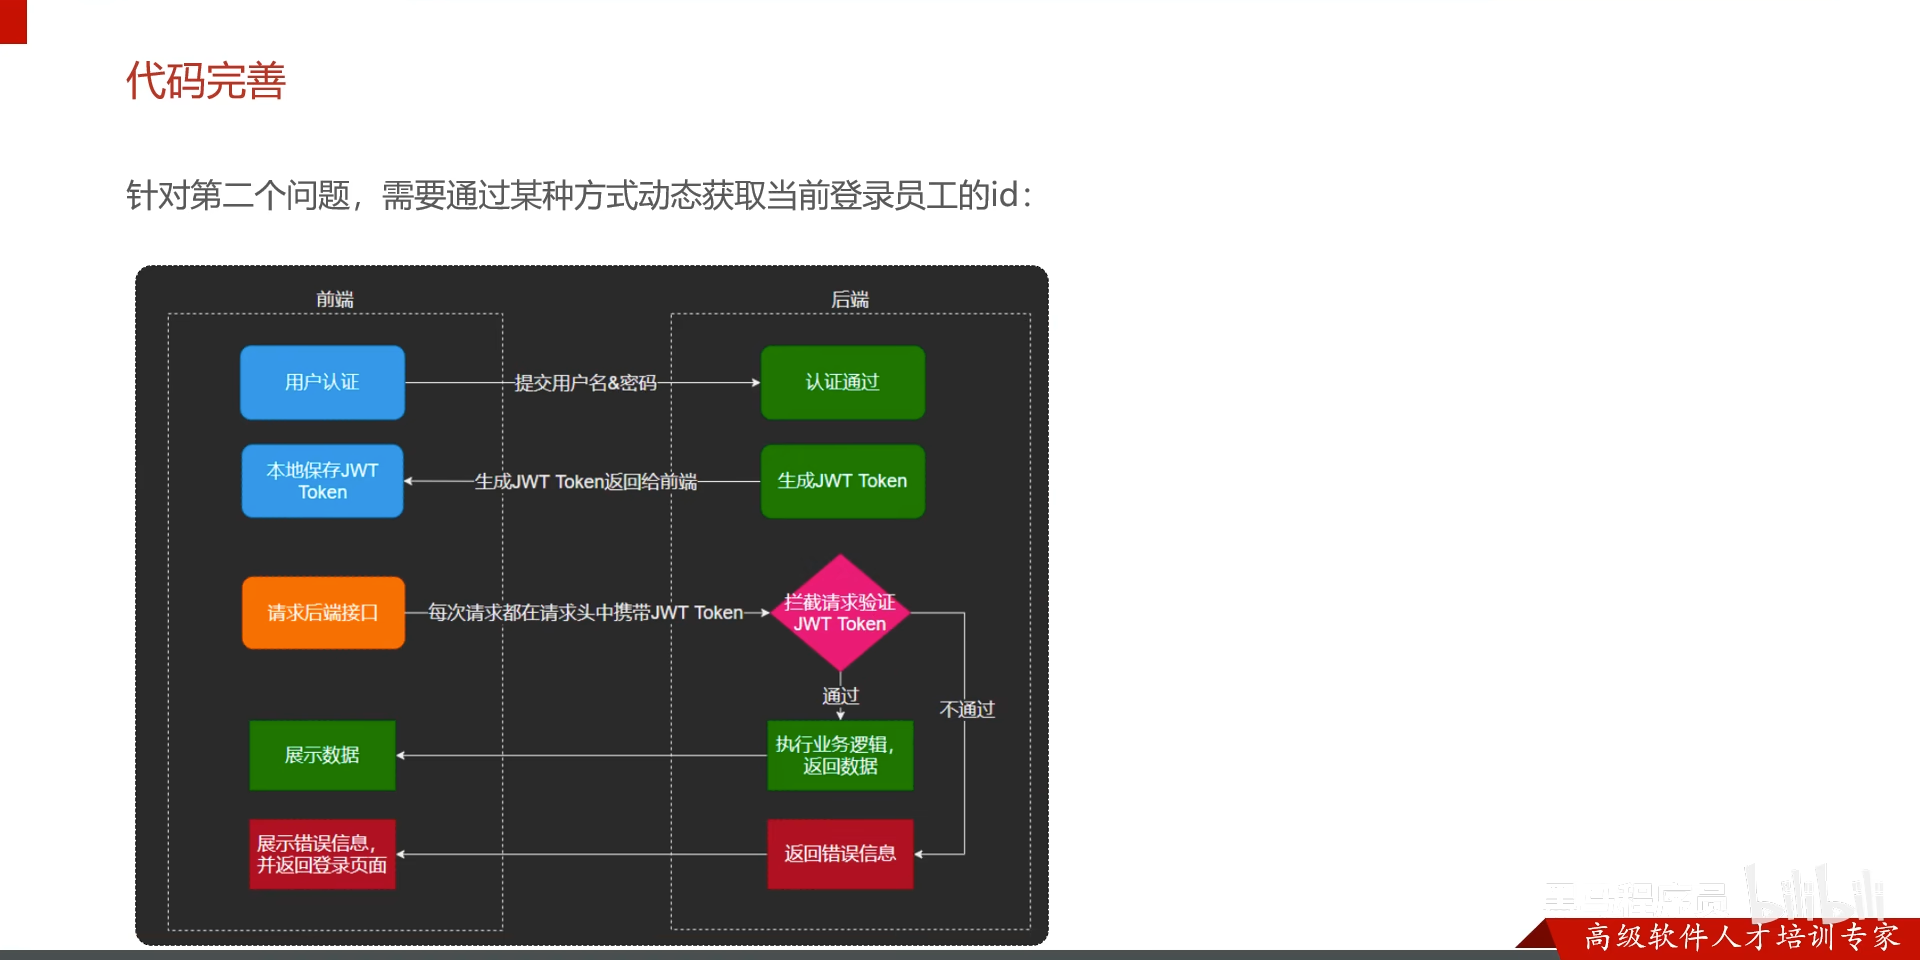 代码完善
针对第二个问题，需要通过某种方式动态获取当前登录员工的id：
前端
后端
用户认证
提交用户名&密码
认证通过
本地保存JWT
Token
生成JWT Token返回给前端
生成JWT Token
请求后端接口
每次请求都在请求头中携带JWT Token
拦截请求验证
JWT Token
通过
不通过
展示数据
执行业务逻辑，
返回数据
展示错误信息，
并返回登录页面
返回错误信息
bilibili
高级软件人才培训专家